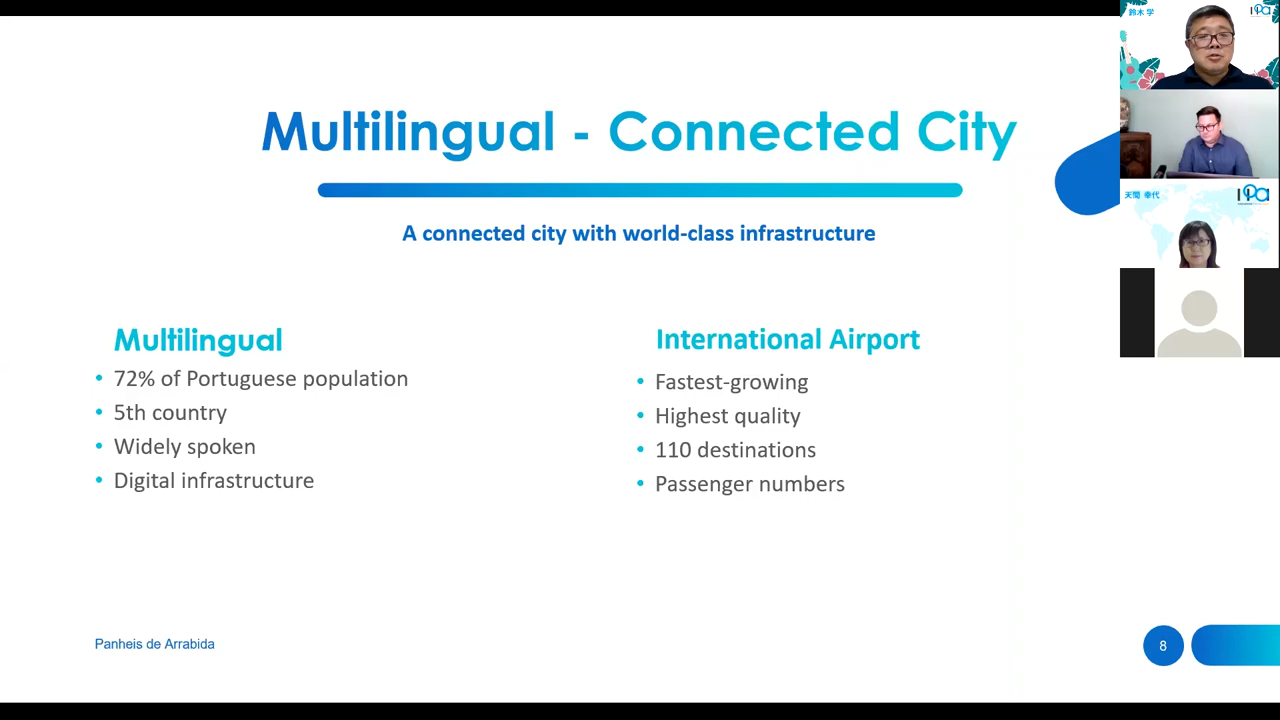 Multilingual - Connected City
A connected city with world-class infrastructure
Multilingual
• 72% of Portuguese population
• 5th country
• Widely spoken
• Digital infrastructure
International Airport
• Fastest-growing
• Highest quality
• 110 destinations
• Passenger numbers
Panheis de Arrabida
8
鈴木 学
IPa
天間 幸代
IPa